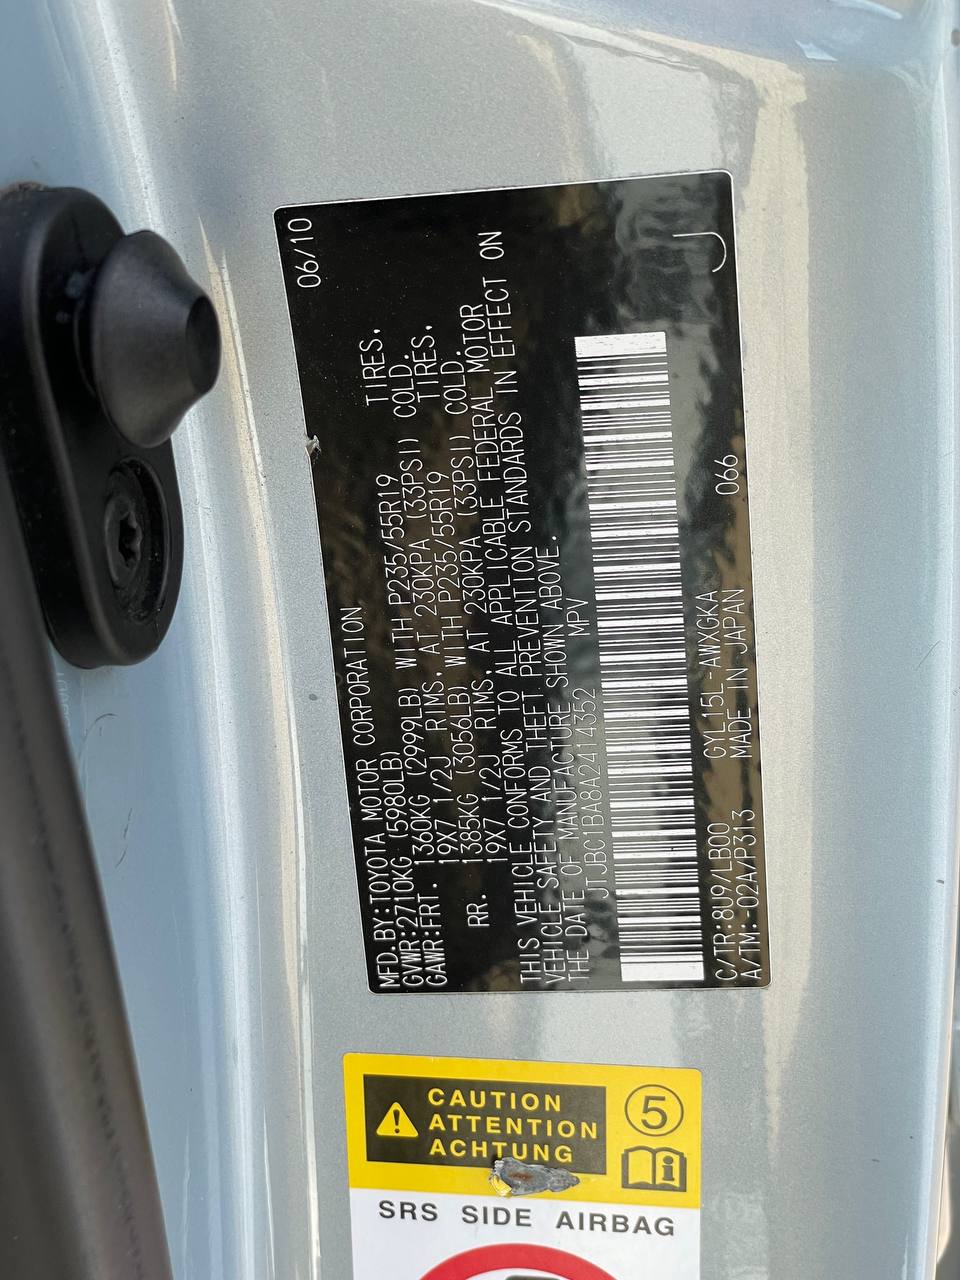 MFD.BY:TOYOTA MOTOR CORPORATION 06/10
GVWR:2710KG (5980LB)
GAWR:FRT. 1360KG (2999LB) WITH P235/55R19 TIRES.
19X7 1/2J RIMS,AT 230KPA (33PSI) COLD.
RR. 1385KG (3056LB) WITH P235/55R19 TIRES.
19X7 1/2J RIMS,AT 230KPA (33PSI) COLD.
THIS VEHICLE CONFORMS TO ALL APPLICABLE FEDERAL MOTOR
VEHICLE SAFETY AND THEFT PREVENTION STANDARDS IN EFFECT ON
THE DATE OF MANUFACTURE SHOWN ABOVE.
JTJBC1BA8A2414352 MPV
C/TR:8U9/LB00 GYL15L-AWXGKA 066 J
A/TM:-02A/P313 MADE IN JAPAN
CAUTION
ATTENTION
ACHTUNG
5
i
SRS SIDE AIRBAG